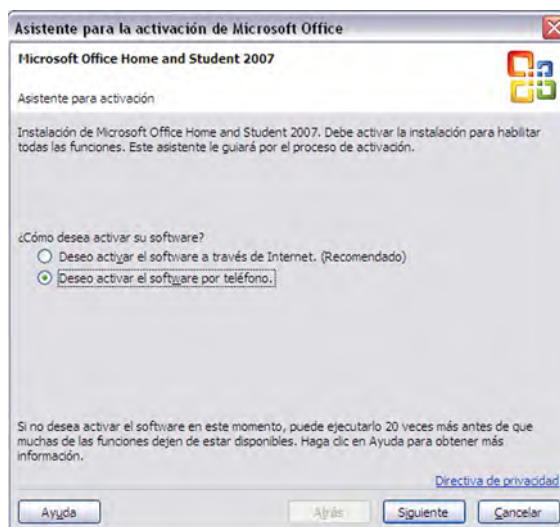 Asistente para la activación de Microsoft Office
Microsoft Office Home and Student 2007
Asistente para activación
Instalación de Microsoft Office Home and Student 2007. Debe activar la instalación para habilitar
todas las funciones. Este asistente le guiará por el proceso de activación.
¿Cómo desea activar su software?
Deseo activar el software a través de Internet. (Recomendado)
Deseo activar el software por teléfono.
Si no desea activar el software en este momento, puede ejecutarlo 20 veces más antes de que
muchas de las funciones dejen de estar disponibles. Haga clic en Ayuda para obtener más
información.
Directiva de privacidad
Ayuda
Atrás
Siguiente
Cancelar